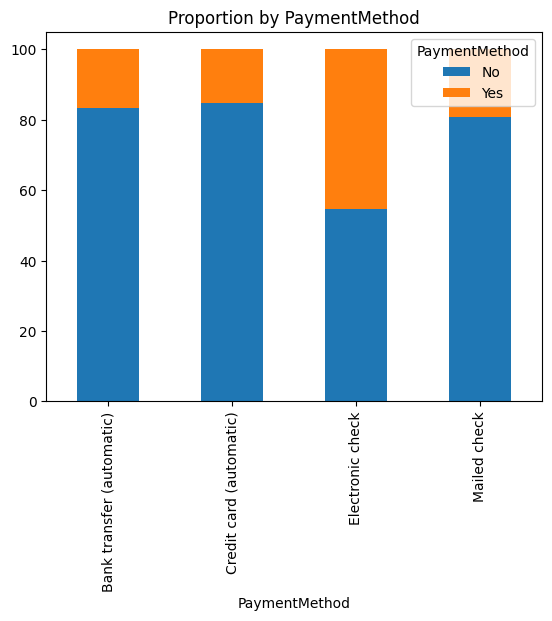 Proportion by PaymentMethod
PaymentMethod
No
Yes
100
80
60
40
20
0
Bank transfer (automatic)
Credit card (automatic)
Electronic check
Mailed check
PaymentMethod